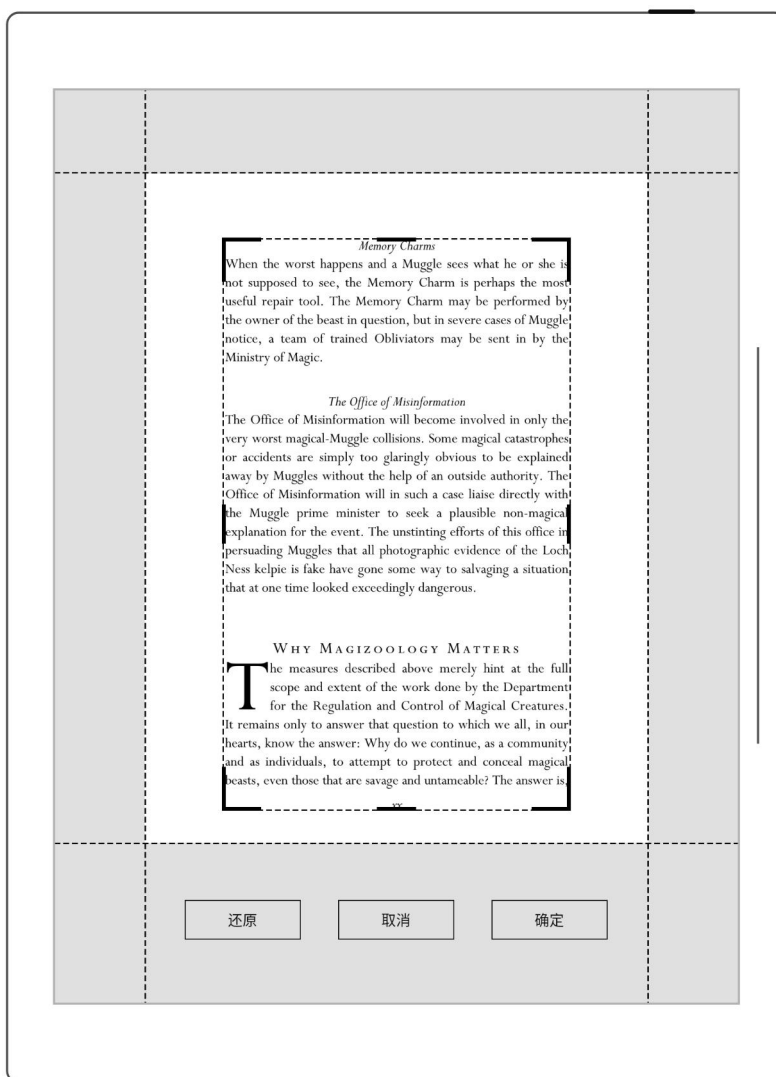 Memory Charms
When the worst happens and a Muggle sees what he or she is
not supposed to see, the Memory Charm is perhaps the most
useful repair tool. The Memory Charm may be performed by
the owner of the beast in question, but in severe cases of Muggle
notice, a team of trained Obliviators may be sent in by the
Ministry of Magic.
The Office of Misinformation
The Office of Misinformation will become involved in only the
very worst magical-Muggle collisions. Some magical catastrophes
or accidents are simply too glaringly obvious to be explained
away by Muggles without the help of an outside authority. The
Office of Misinformation will in such a case liaise directly with
the Muggle prime minister to seek a plausible non-magical
explanation for the event. The unstinting efforts of this office in
persuading Muggles that all photographic evidence of the Loch
Ness kelpie is fake have gone some way to salvaging a situation
that at one time looked exceedingly dangerous.
WHY MAGIZOOLOGY MATTERS
The measures described above merely hint at the full
scope and extent of the work done by the Department
for the Regulation and Control of Magical Creatures.
It remains only to answer that question to which we all, in our
hearts, know the answer: Why do we continue, as a community
and as individuals, to attempt to protect and conceal magical
beasts, even those that are savage and untameable? The answer is,
xx
还原 取消 确定